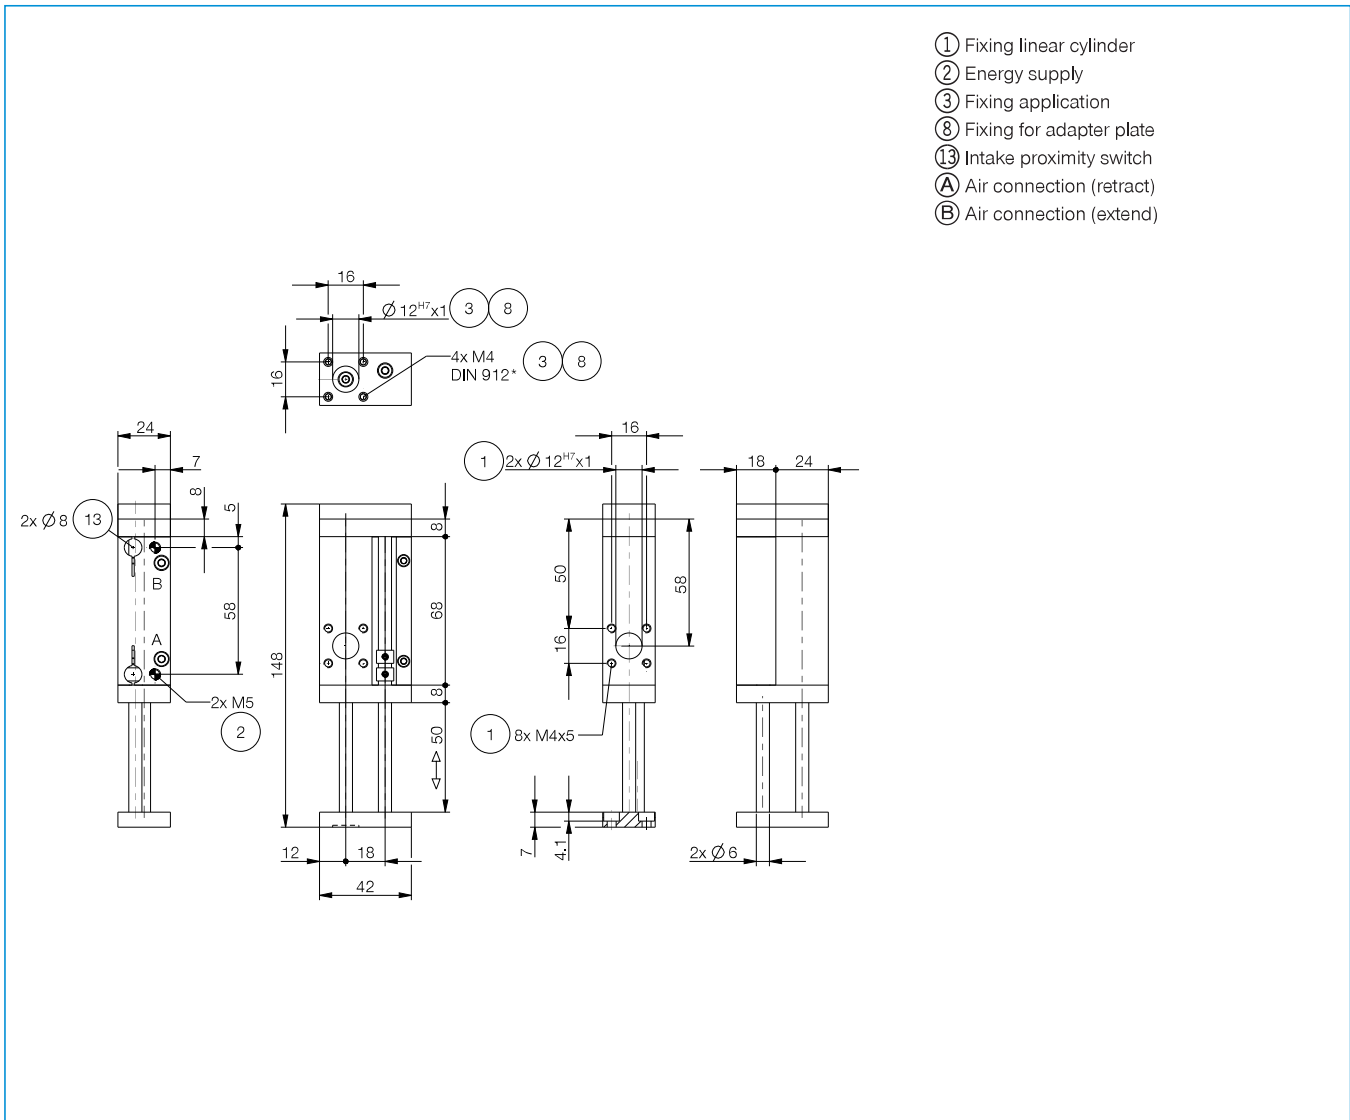 1 Fixing linear cylinder
2 Energy supply
3 Fixing application
8 Fixing for adapter plate
13 Intake proximity switch
A Air connection (retract)
B Air connection (extend)
16
Ø 12H7x1 3 8
4x M4 3 8
DIN 912*
16
24
7
8
5
2x Ø 8 13
B
58
A
2x M5
2
148
8
68
8
50
12
18
42
16
1 2x Ø 12H7x1
50
58
16
1 8x M4x5
7
4.1
18
24
2x Ø 6